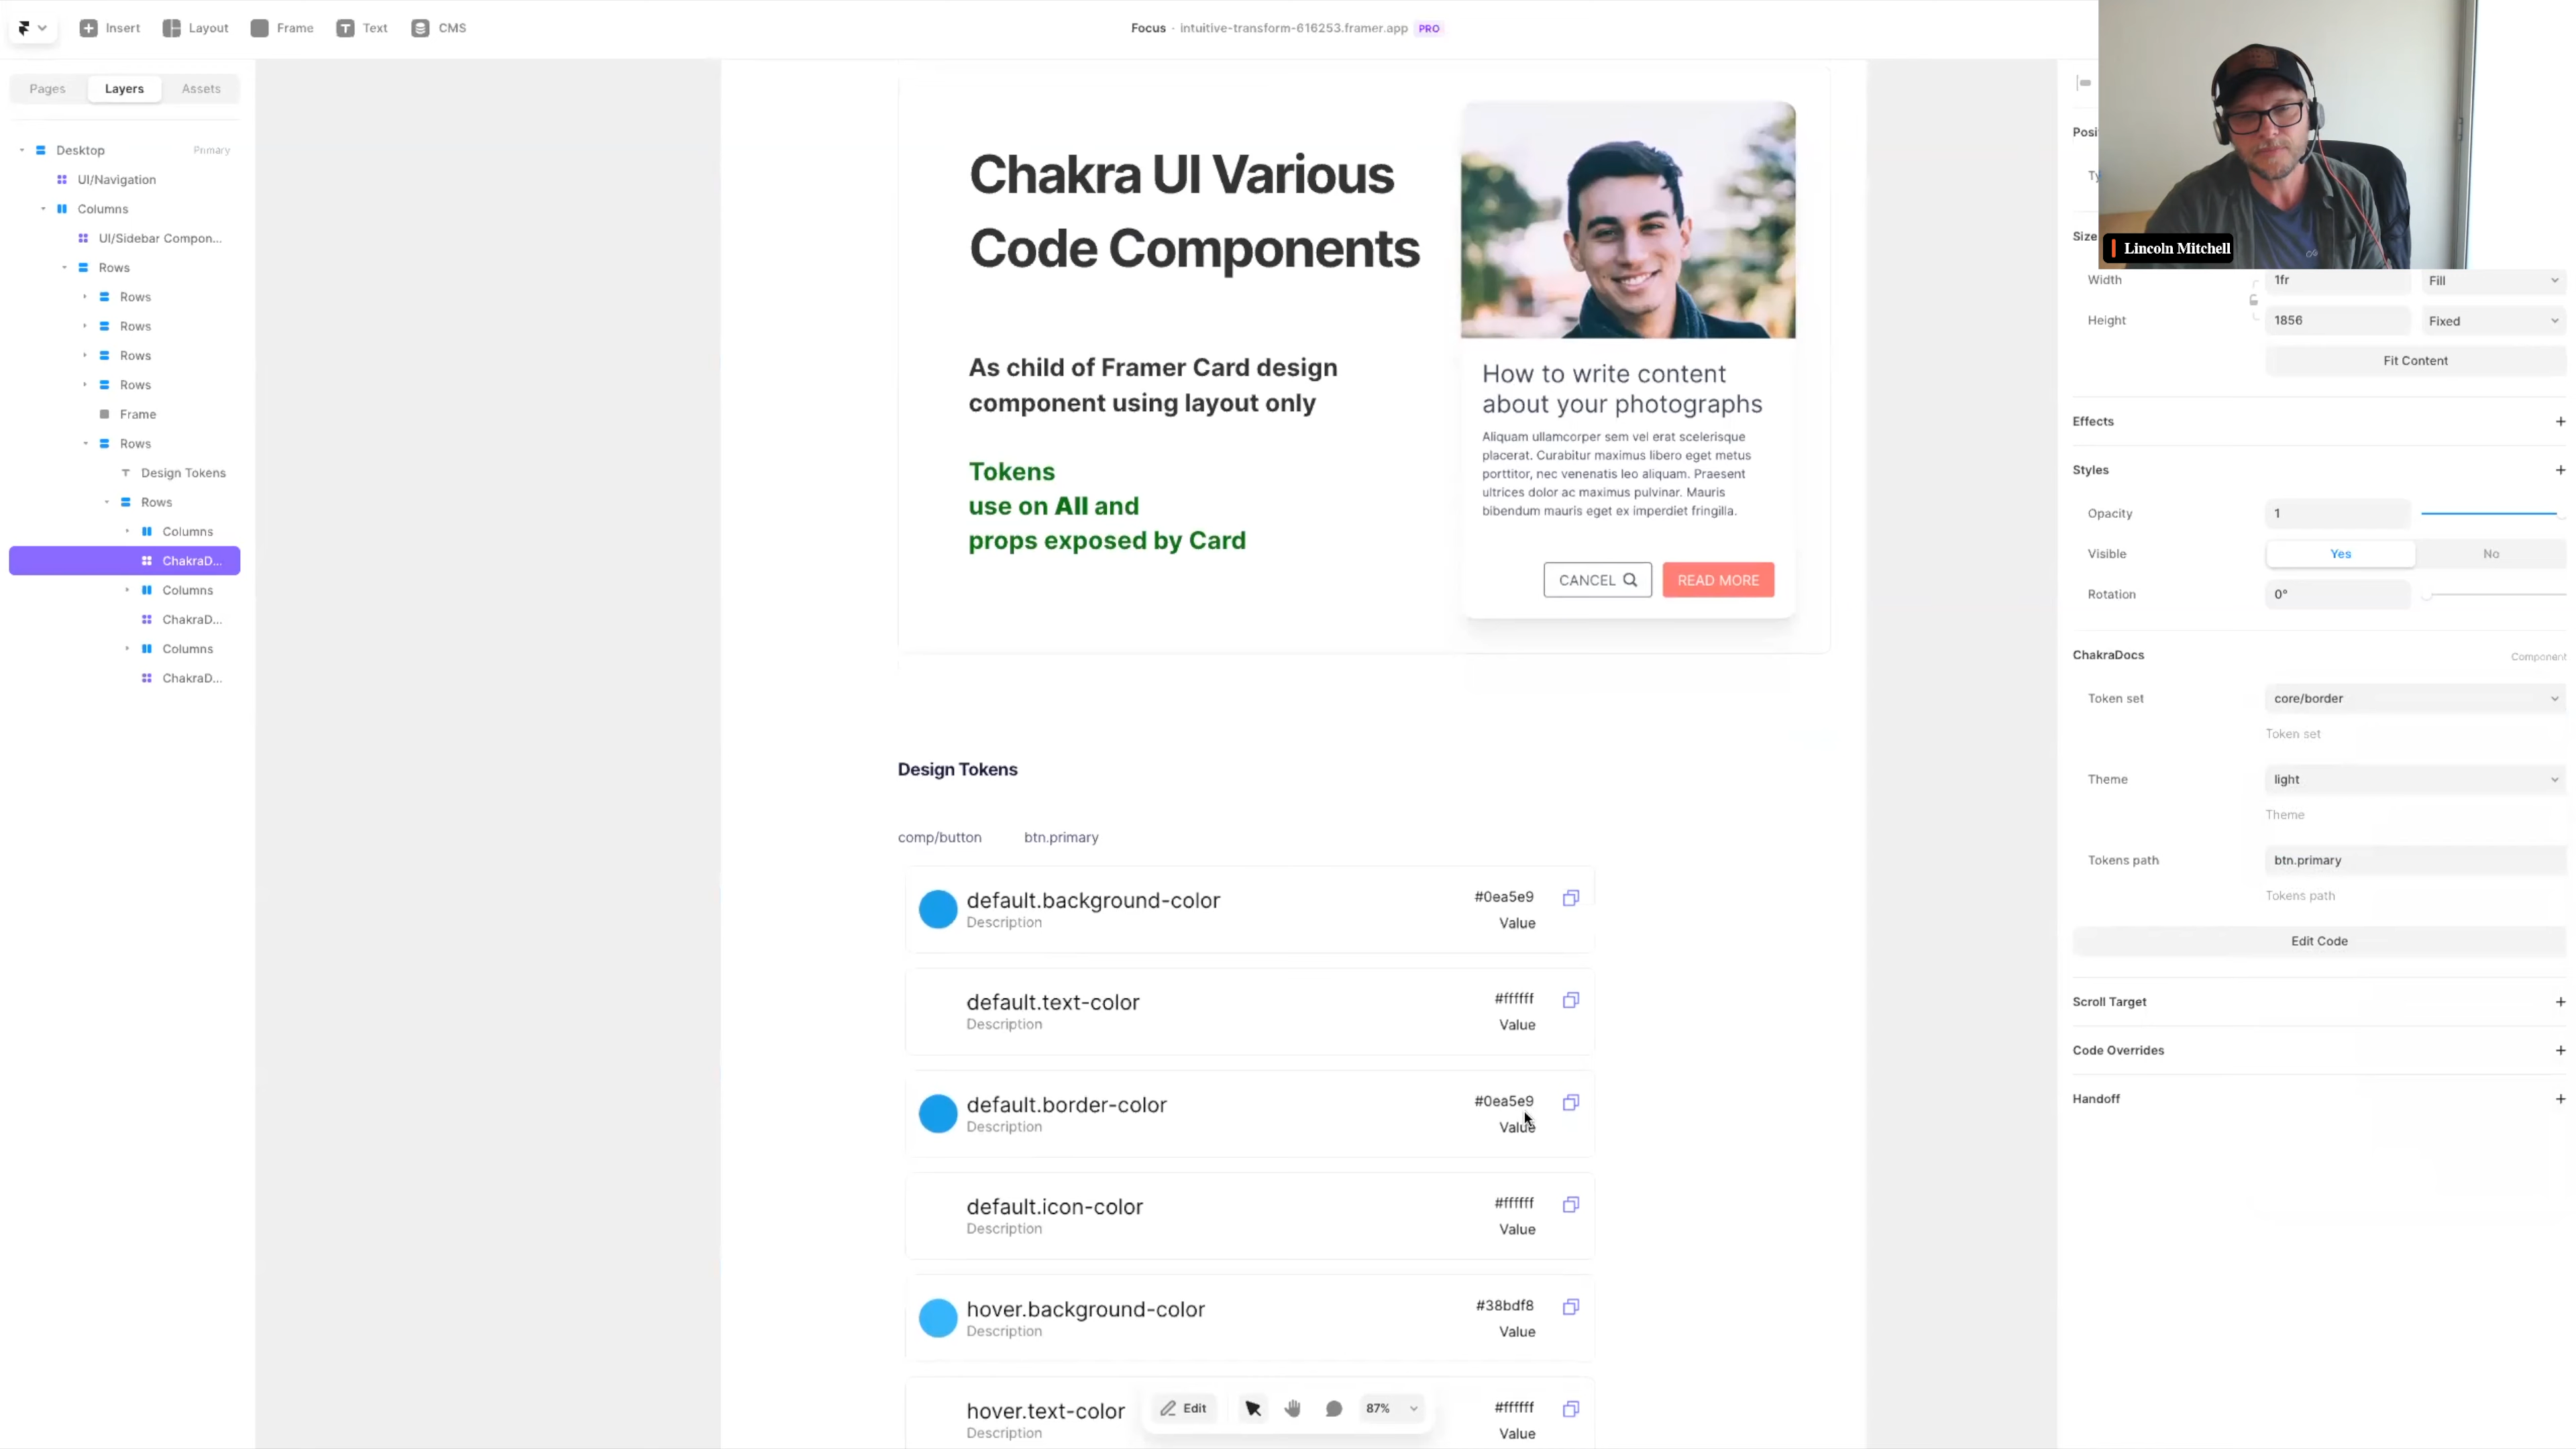 Insert
Layout
Frame
Text
CMS
Focus · intuitive-transform-616253.framer.app PRO
Pages
Layers
Assets
Desktop
Primary
UI/Navigation
Columns
UI/Sidebar Compon...
Rows
Rows
Rows
Rows
Rows
Frame
Rows
Design Tokens
Rows
Columns
ChakraD...
Columns
ChakraD...
Columns
ChakraD...
Chakra UI Various
Code Components
As child of Framer Card design
component using layout only
Tokens
use on All and
props exposed by Card
How to write content
about your photographs
Aliquam ullamcorper sem vel erat scelerisque
placerat. Curabitur maximus libero eget metus
porttitor, nec venenatis leo aliquam. Praesent
ultrices dolor ac maximus pulvinar. Mauris
bibendum mauris eget ex imperdiet fringilla.
CANCEL
READ MORE
Design Tokens
comp/button btn.primary
default.background-color #0ea5e9
Description Value
default.text-color #ffffff
Description Value
default.border-color #0ea5e9
Description Value
default.icon-color #ffffff
Description Value
hover.background-color #38bdf8
Description Value
hover.text-color #ffffff
Description Value
Edit
87%
Lincoln Mitchell
Posi
Ty
Size
Width 1fr Fill
Height 1856 Fixed
Fit Content
Effects
Styles
Opacity 1
Visible Yes No
Rotation 0°
ChakraDocs Component
Token set core/border
Token set
Theme light
Theme
Tokens path btn.primary
Tokens path
Edit Code
Scroll Target
Code Overrides
Handoff